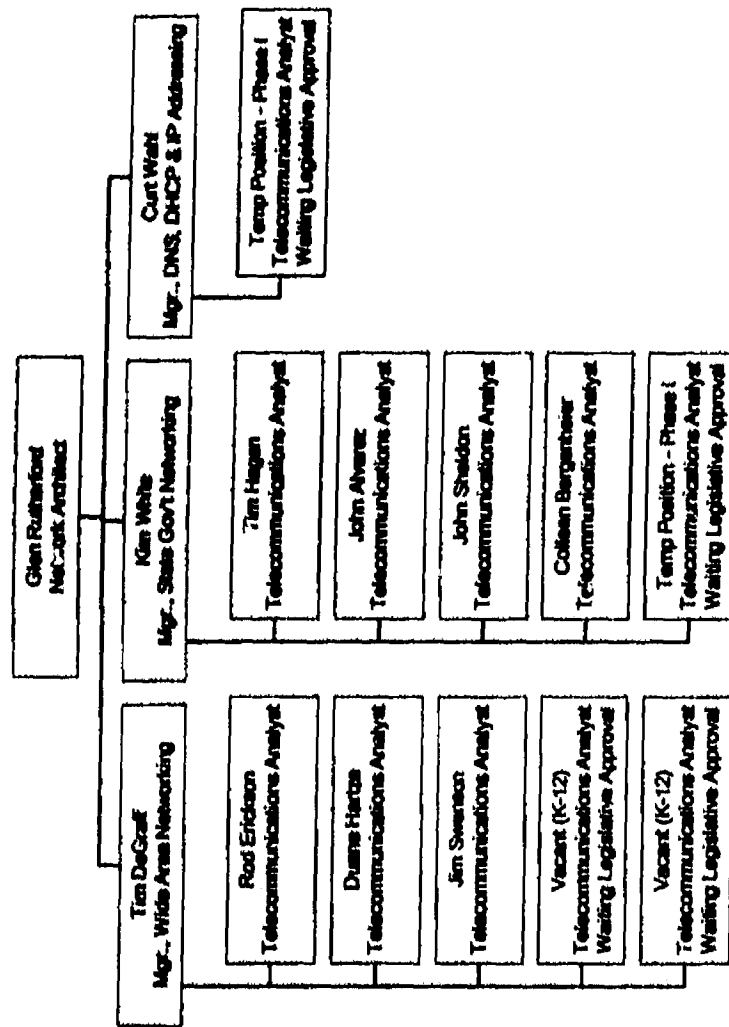 Glen Rutherford
Network Architect
Tim DeGraff
Mgr., Wide Area Networking
Rod Erickson
Telecommunications Analyst
Duane
Telecommunications Analyst
Jim Swenson
Telecommunications Analyst
Vacant (K-12)
Telecommunications Analyst
Waiting Legislative Approval
Vacant (K-12)
Telecommunications Analyst
Waiting Legislative Approval
Kim White
Mgr., State Gov't Networking
Tim Hagen
Telecommunications Analyst
John Alvarez
Telecommunications Analyst
John Sheldon
Telecommunications Analyst
Colleen Bergenheier
Telecommunications Analyst
Temp Position - Phase I
Telecommunications Analyst
Waiting Legislative Approval
Curt Wahl
Mgr., DNS, DHCP & IP Addressing
Temp Position - Phase I
Telecommunications Analyst
Waiting Legislative Approval